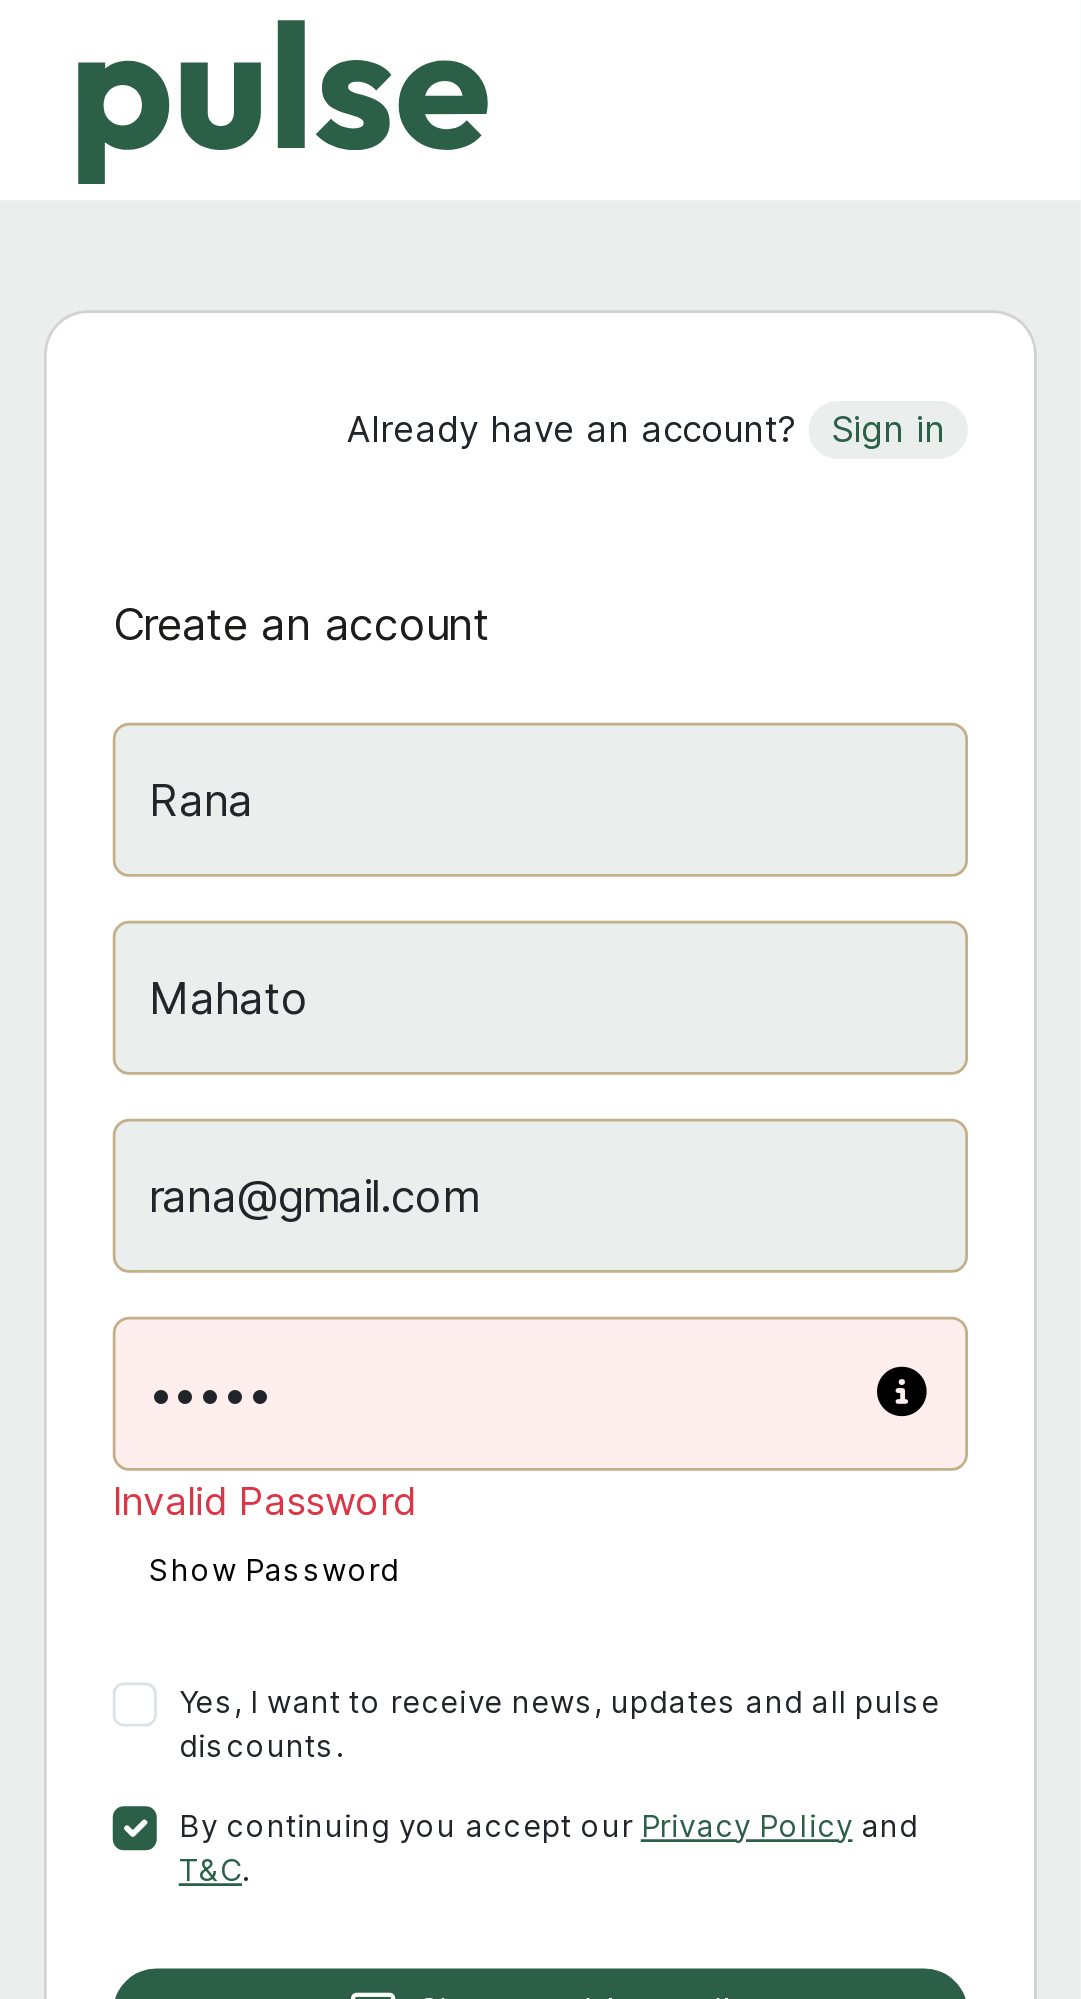 pulse
Already have an account? Sign in
Create an account
Rana
Mahato
rana@gmail.com
•••••
Invalid Password
Show Password
Yes, I want to receive news, updates and all pulse
discounts.
By continuing you accept our Privacy Policy and
T&C.